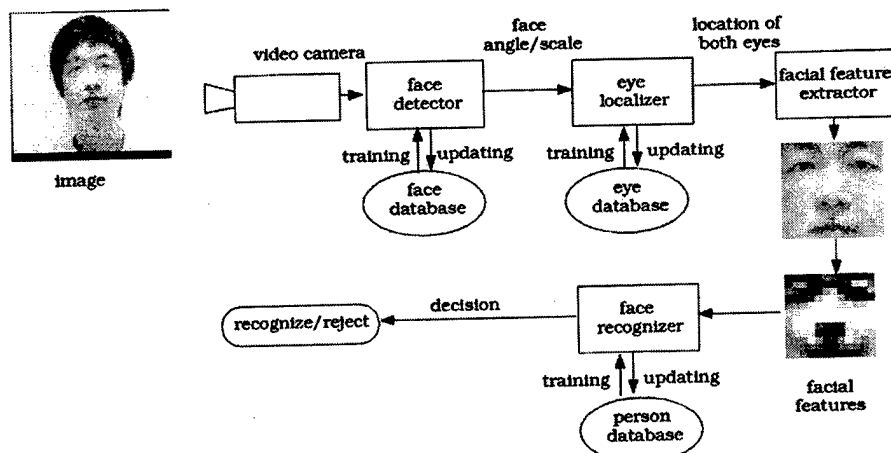 image
video camera
face
detector
face
angle/scale
eye
localizer
location of
both eyes
facial feature
extractor
training
updating
face
database
training
updating
eye
database
facial
features
face
recognizer
decision
recognize/reject
training
updating
person
database